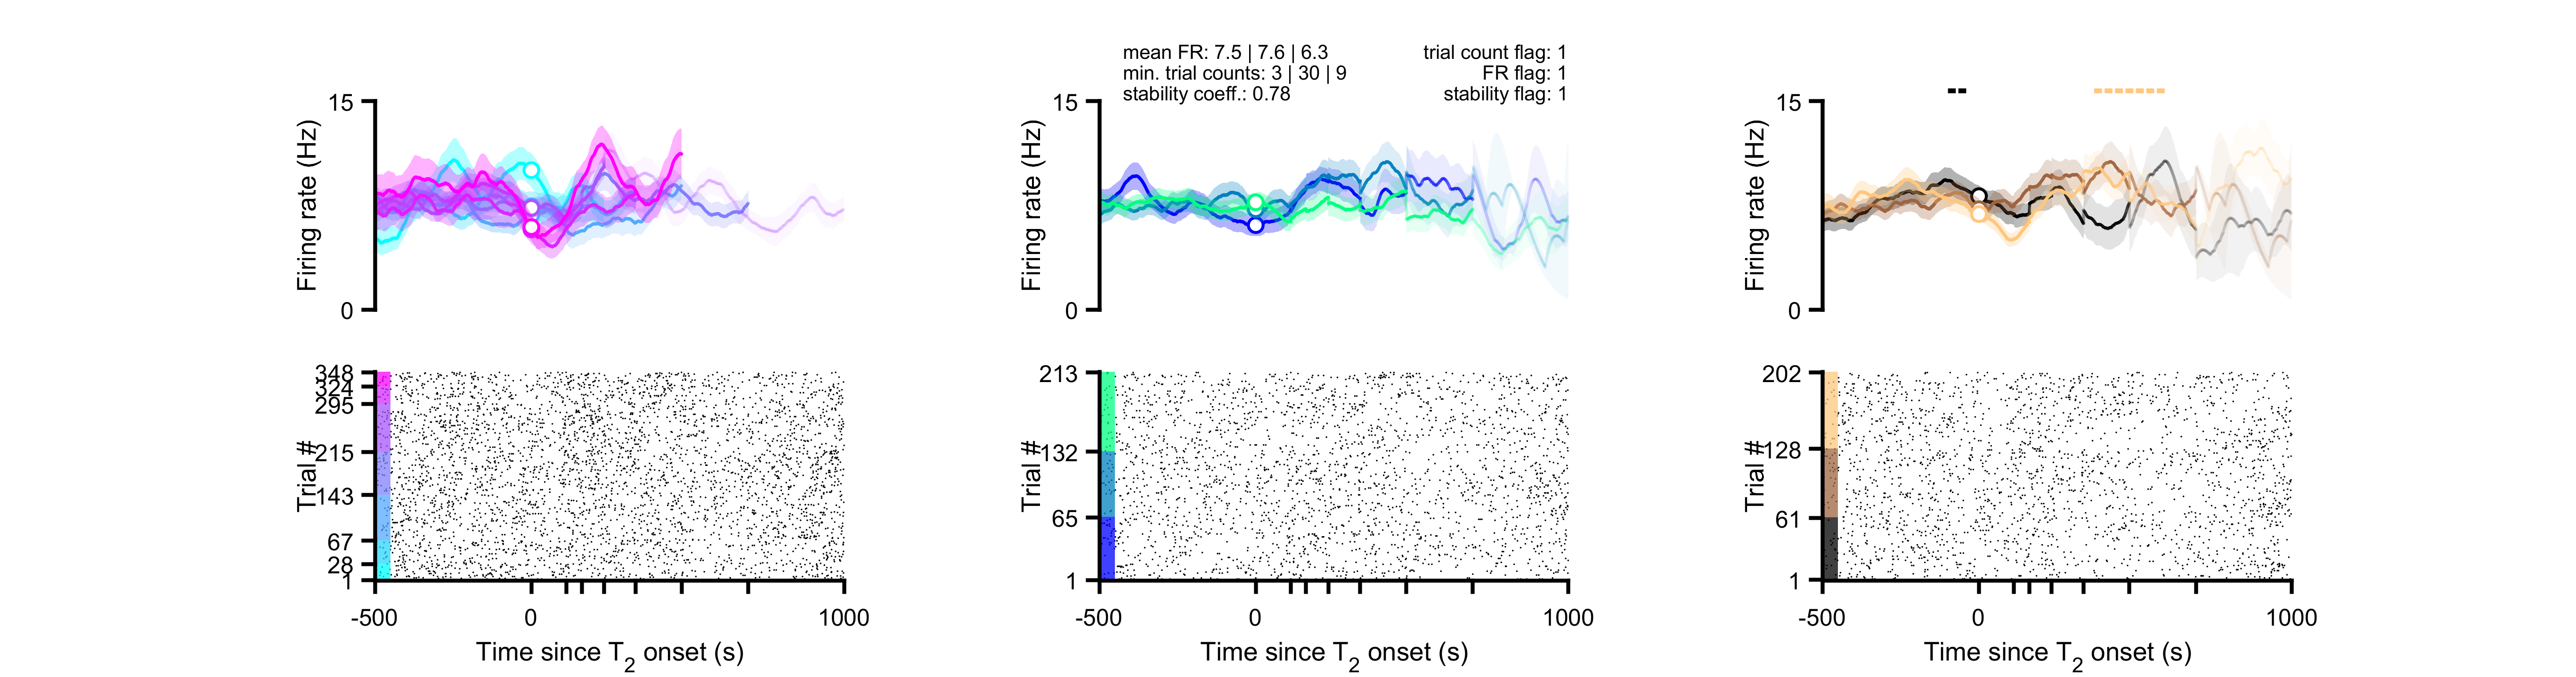 mean FR: 7.5 | 7.6 | 6.3
min. trial counts: 3 | 30 | 9
stability coeff.: 0.78
trial count flag: 1
FR flag: 1
stability flag: 1
15
Firing rate (Hz)
0
15
Firing rate (Hz)
0
15
Firing rate (Hz)
0
348
324
295
215
143
67
28
1
Trial #
-500
0
1000
Time since T2 onset (s)
213
132
65
1
Trial #
-500
0
1000
Time since T2 onset (s)
202
128
61
1
Trial #
-500
0
1000
Time since T2 onset (s)